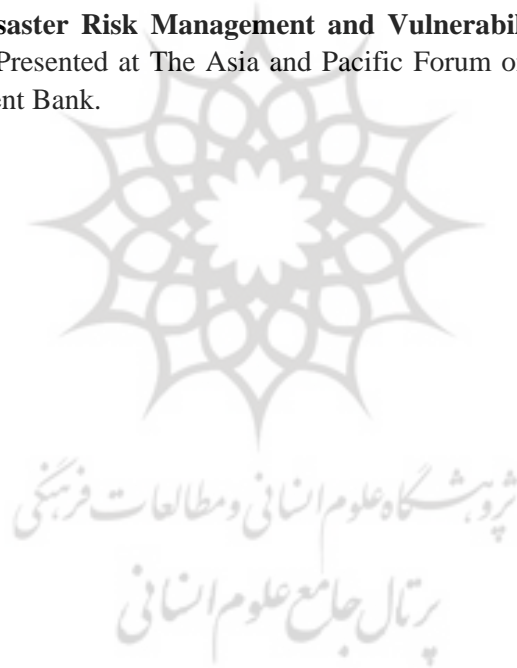 saster Risk Management and Vulnerabil
Presented at The Asia and Pacific Forum o
ent Bank.
پژوهشگاه علوم انسانی و مطالعات فرهنگی
پرتال جامع علوم انسانی